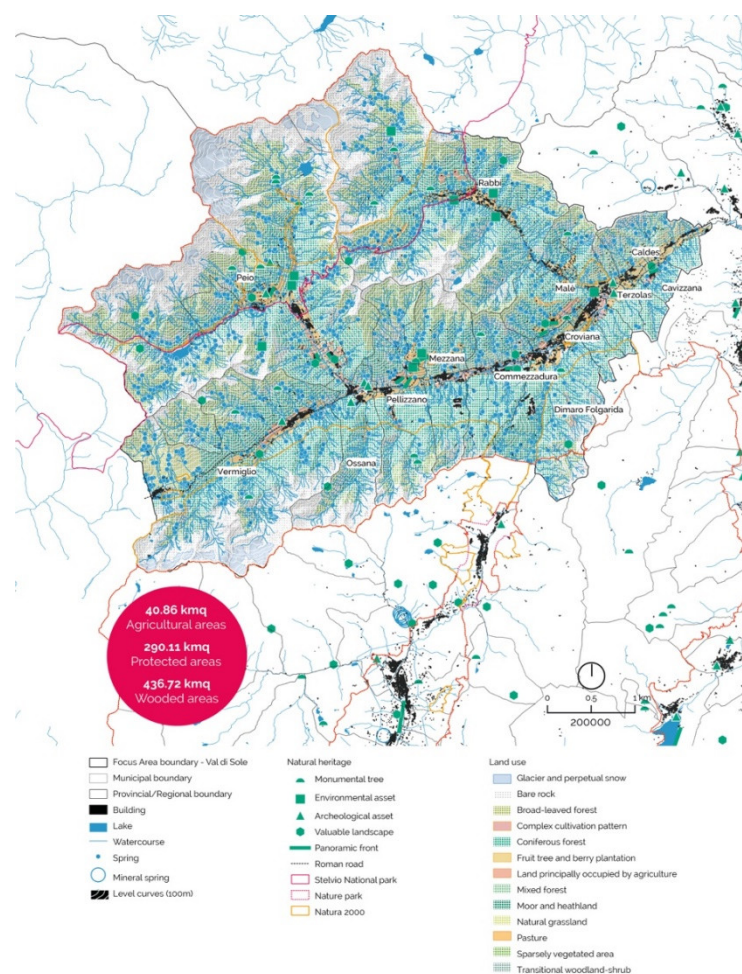 Rabbi
Caldes
Peio
Malè
Cavizzana
Terzolas
Croviana
Mezzana
Commezzadura
Pellizzano
Dimaro Folgarida
Ossana
Vermiglio
40.86 kmq
Agricultural areas
290.11 kmq
Protected areas
436.72 kmq
Wooded areas
0 0.5 1 km
200000
Focus Area boundary - Val di Sole
Municipal boundary
Provincial/Regional boundary
Building
Lake
Watercourse
Spring
Mineral spring
Level curves (100m)
Natural heritage
Monumental tree
Environmental asset
Archeological asset
Valuable landscape
Panoramic front
Roman road
Stelvio National park
Nature park
Natura 2000
Land use
Glacier and perpetual snow
Bare rock
Broad-leaved forest
Complex cultivation pattern
Coniferous forest
Fruit tree and berry plantation
Land principally occupied by agriculture
Mixed forest
Moor and heathland
Natural grassland
Pasture
Sparsely vegetated area
Transitional woodland-shrub